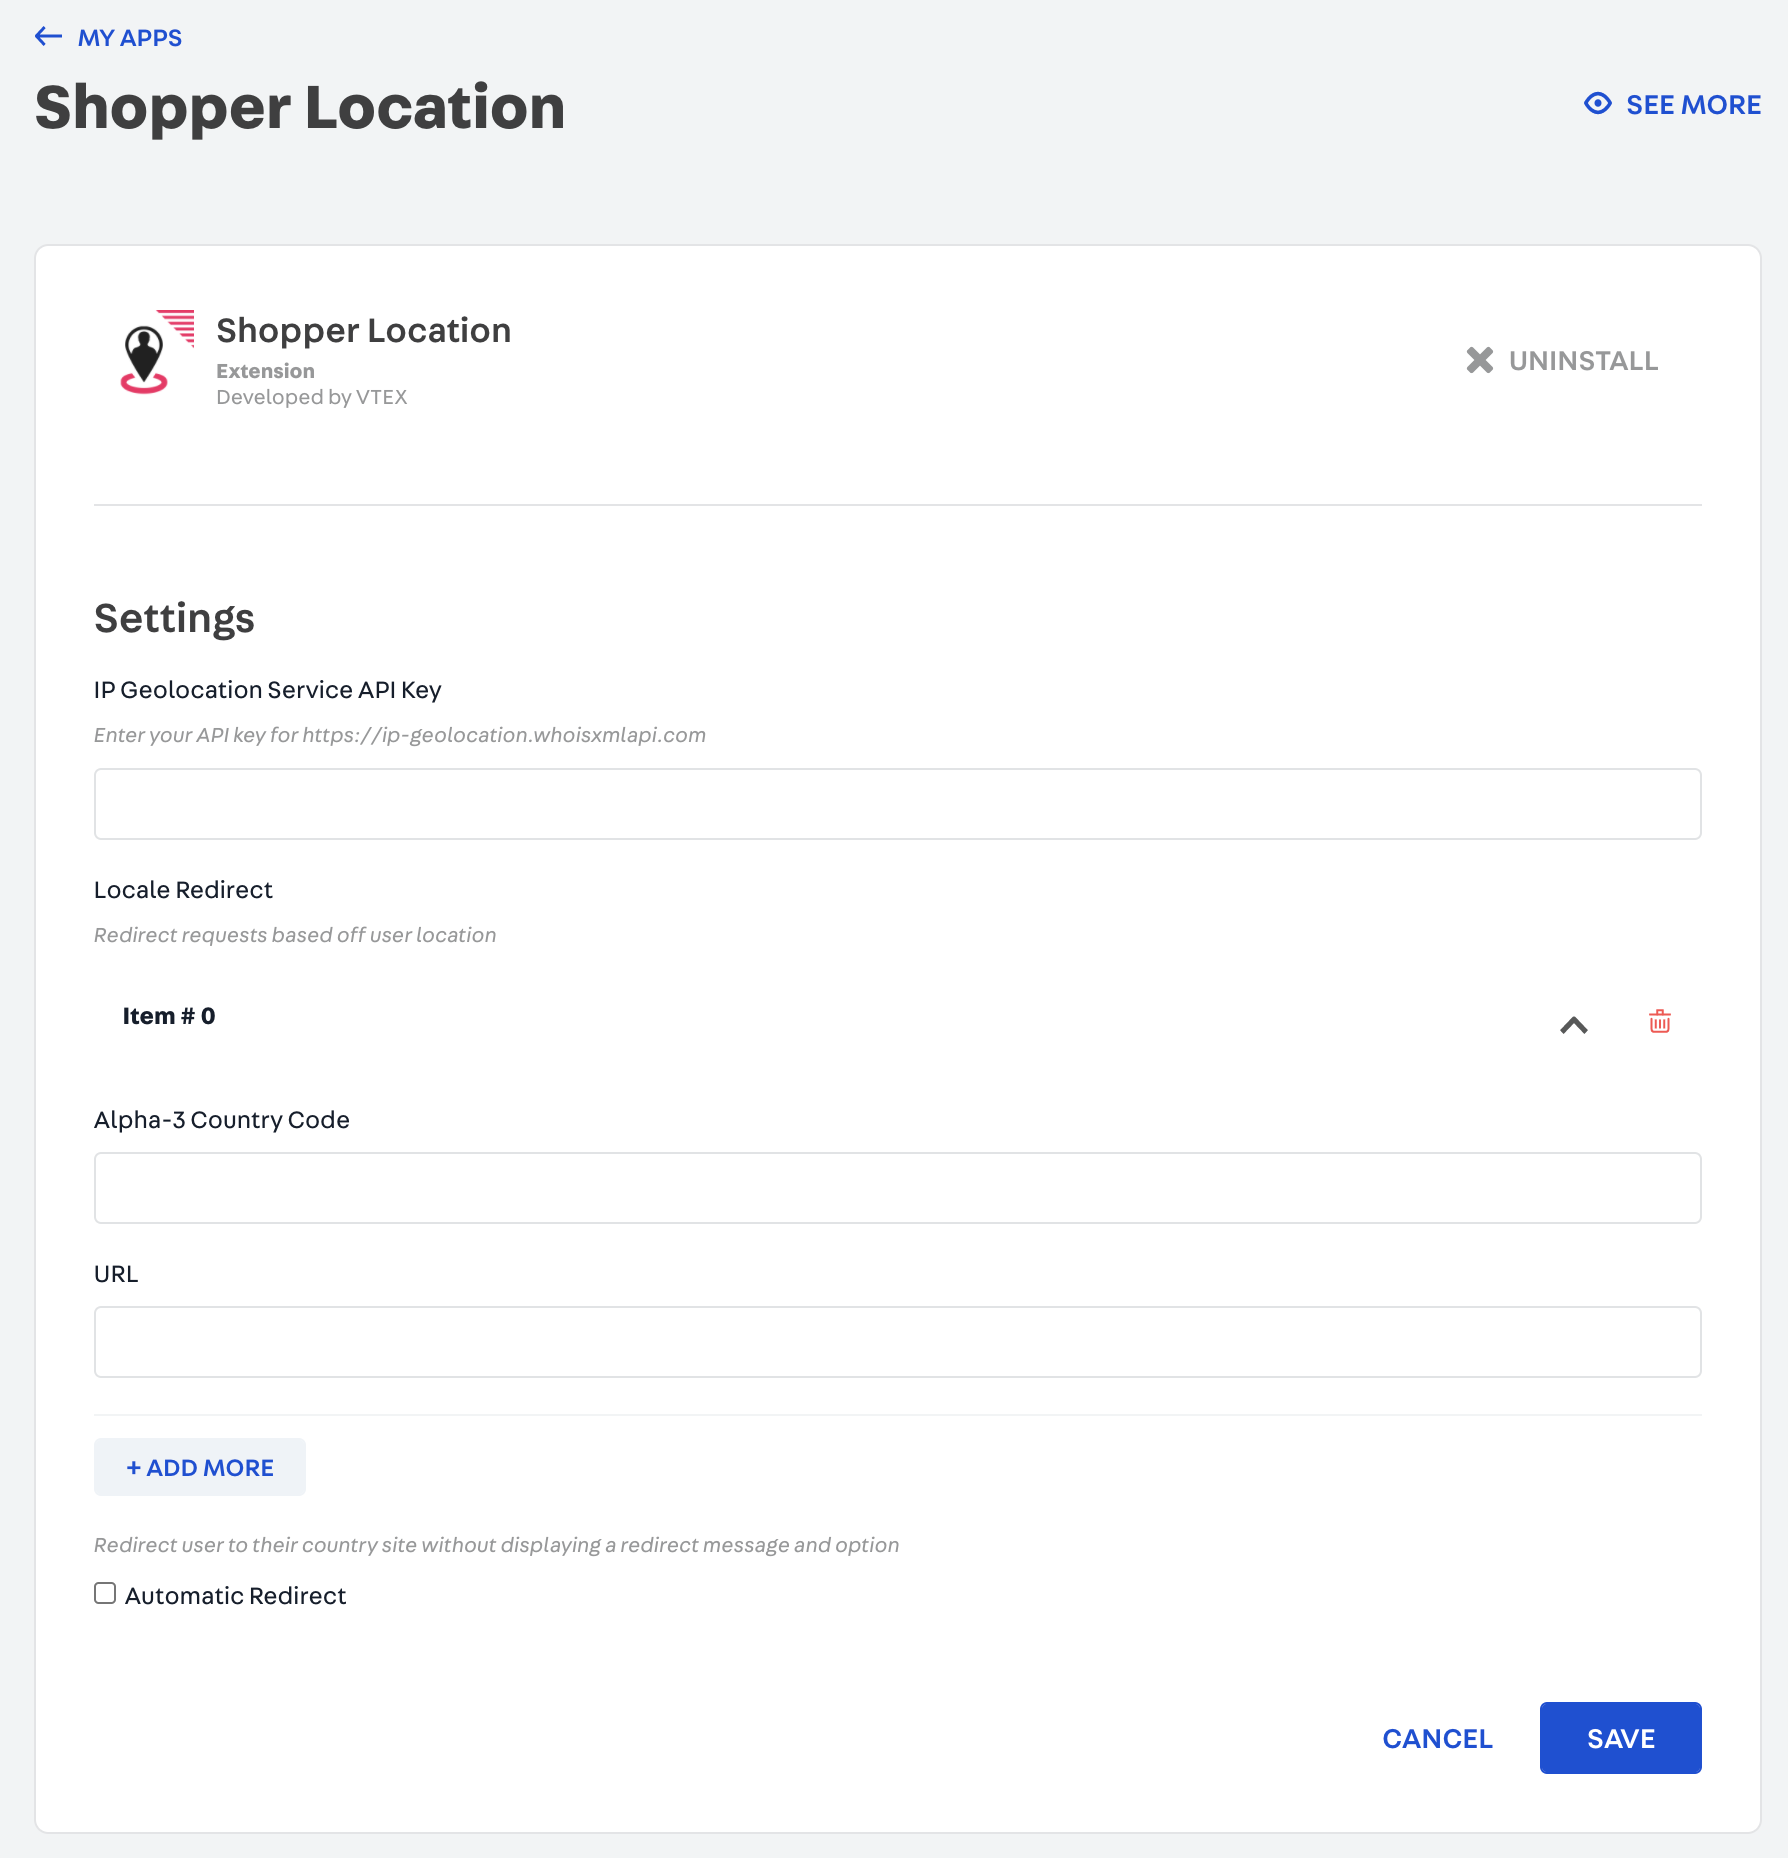 MY APPS
Shopper Location
SEE MORE
Shopper Location
Extension
Developed by VTEX
UNINSTALL
Settings
IP Geolocation Service API Key
Enter your API key for https://ip-geolocation.whoisxmlapi.com
Locale Redirect
Redirect requests based off user location
Item # 0
Alpha-3 Country Code
URL
+ ADD MORE
Redirect user to their country site without displaying a redirect message and option
Automatic Redirect
CANCEL
SAVE